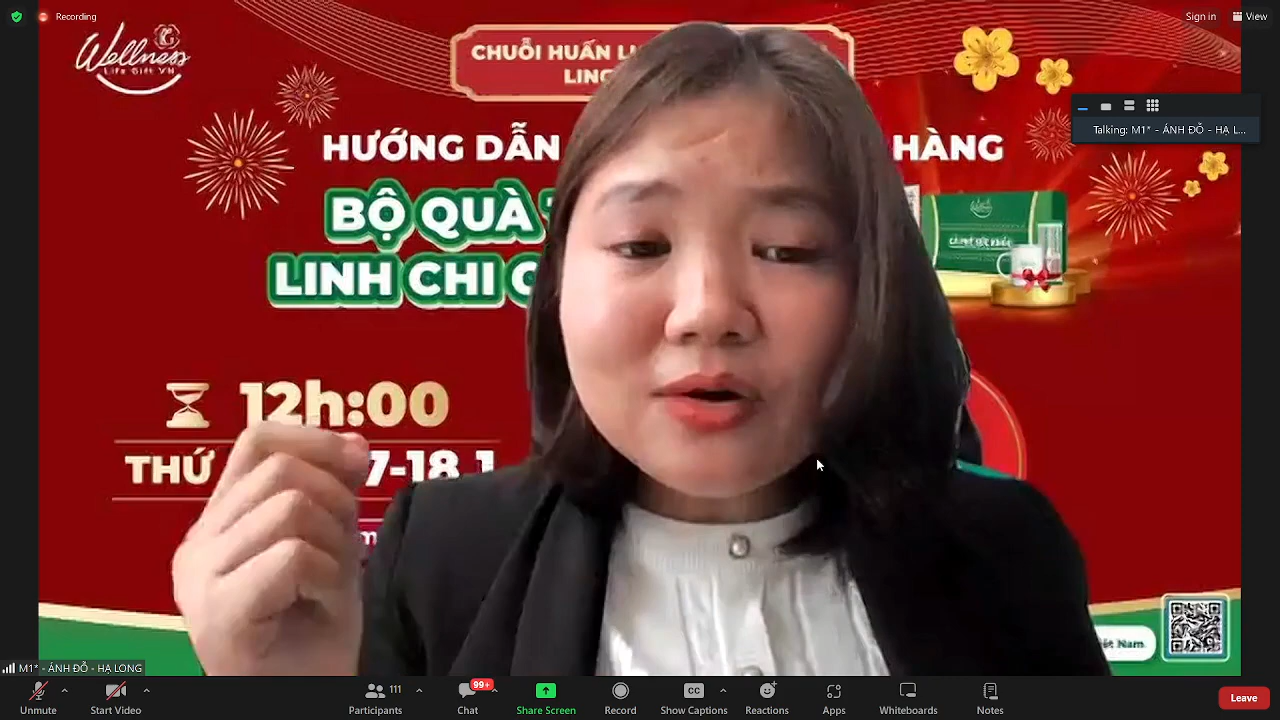 Recording
Sign in
View
Wellness
Life Gift VN
CHUỖI HUẤN
Talking: M1* - ÁNH ĐỖ - HẠ L...
HƯỚNG DẪN
HÀNG
BỘ QUÀ
LINH CHI
12h:00
THỨ
7-18.1
M1* - ÁNH ĐỖ - HẠ LONG
Unmute
Start Video
111
Participants
99+
Chat
Share Screen
Record
CC
Show Captions
Reactions
Apps
Whiteboards
Notes
Leave